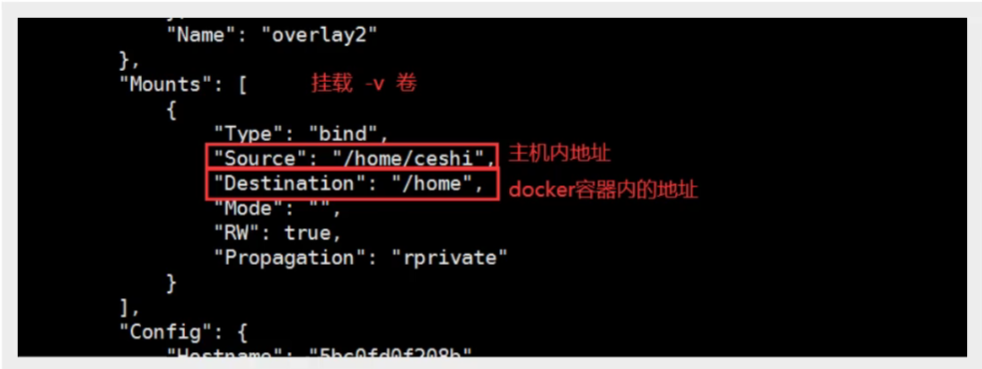 },
"Name": "overlay2"
},
"Mounts": [ 挂载 -v 卷
{
"Type": "bind",
"Source": "/home/ceshi", 主机内地址
"Destination": "/home", docker容器内的地址
"Mode": "",
"RW": true,
"Propagation": "rprivate"
}
],
"Config": {
"Hostname": "5bc0fd0f208b"